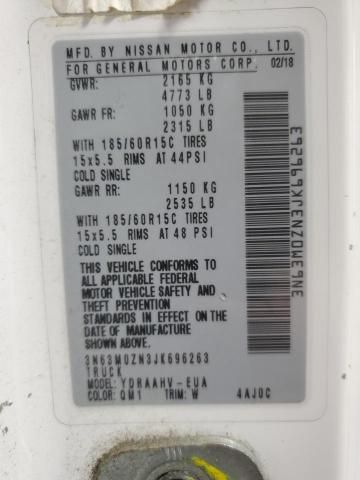 MFD. BY NISSAN MOTOR CO., LTD.
FOR GENERAL MOTORS CORP. 02/18
GVWR: 2165 KG
4773 LB
GAWR FR: 1050 KG
2315 LB
WITH 185/60R15C TIRES
15x5.5 RIMS AT 44PSI
COLD SINGLE
GAWR RR: 1150 KG
2535 LB
WITH 185/60R15C TIRES
15x5.5 RIMS AT 48 PSI
COLD SINGLE
THIS VEHICLE CONFORMS TO
ALL APPLICABLE FEDERAL
MOTOR VEHICLE SAFETY AND
THEFT PREVENTION
STANDARDS IN EFFECT ON
THE DATE OF MANUFACTURE
SHOWN ABOVE
3N63M0ZN3JK696263
TRUCK
MODEL: YDRAAHV-EUA
COLOR: QM1 TRIM: W 4AJ0C
3N63M0ZN3JK696263